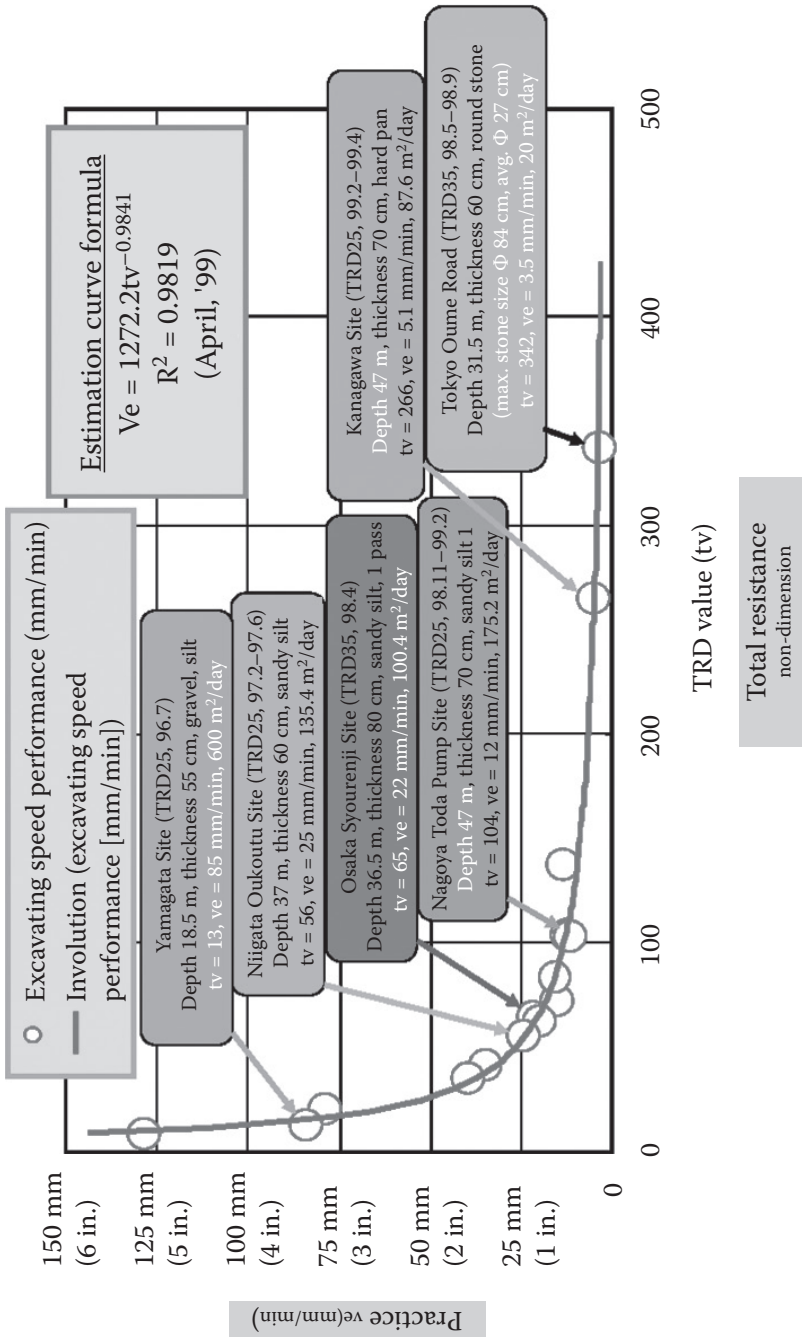 ○ Excavating speed performance (mm/min)
Involution (excavating speed
performance [mm/min])
Estimation curve formula
Ve = 1272.2tv⁻⁰·⁹⁸⁴¹
R² = 0.9819
(April, '99)
Yamagata Site (TRD25, 96.7)
Depth 18.5 m, thickness 55 cm, gravel, silt
tv = 13, ve = 85 mm/min, 600 m²/day
Niigata Oukoutu Site (TRD25, 97.2–97.6)
Depth 37 m, thickness 60 cm, sandy silt
tv = 56, ve = 25 mm/min, 135.4 m²/day
Osaka Syourenji Site (TRD35, 98.4)
Depth 36.5 m, thickness 80 cm, sandy silt, 1 pass
tv = 65, ve = 22 mm/min, 100.4 m²/day
Nagoya Toda Pump Site (TRD25, 98.11–99.2)
Depth 47 m, thickness 70 cm, sandy silt 1
tv = 104, ve = 12 mm/min, 175.2 m²/day
Kanagawa Site (TRD25, 99.2–99.4)
Depth 47 m, thickness 70 cm, hard pan
tv = 266, ve = 5.1 mm/min, 87.6 m²/day
Tokyo Oume Road (TRD35, 98.5–98.9)
Depth 31.5 m, thickness 60 cm, round stone
(max. stone size Φ 84 cm, avg. Φ 27 cm)
tv = 342, ve = 3.5 mm/min, 20 m²/day
150 mm
(6 in.)
125 mm
(5 in.)
100 mm
(4 in.)
75 mm
(3 in.)
50 mm
(2 in.)
25 mm
(1 in.)
0
Practice ve(mm/min)
0
100
200
300
400
500
TRD value (tv)
Total resistance
non-dimension